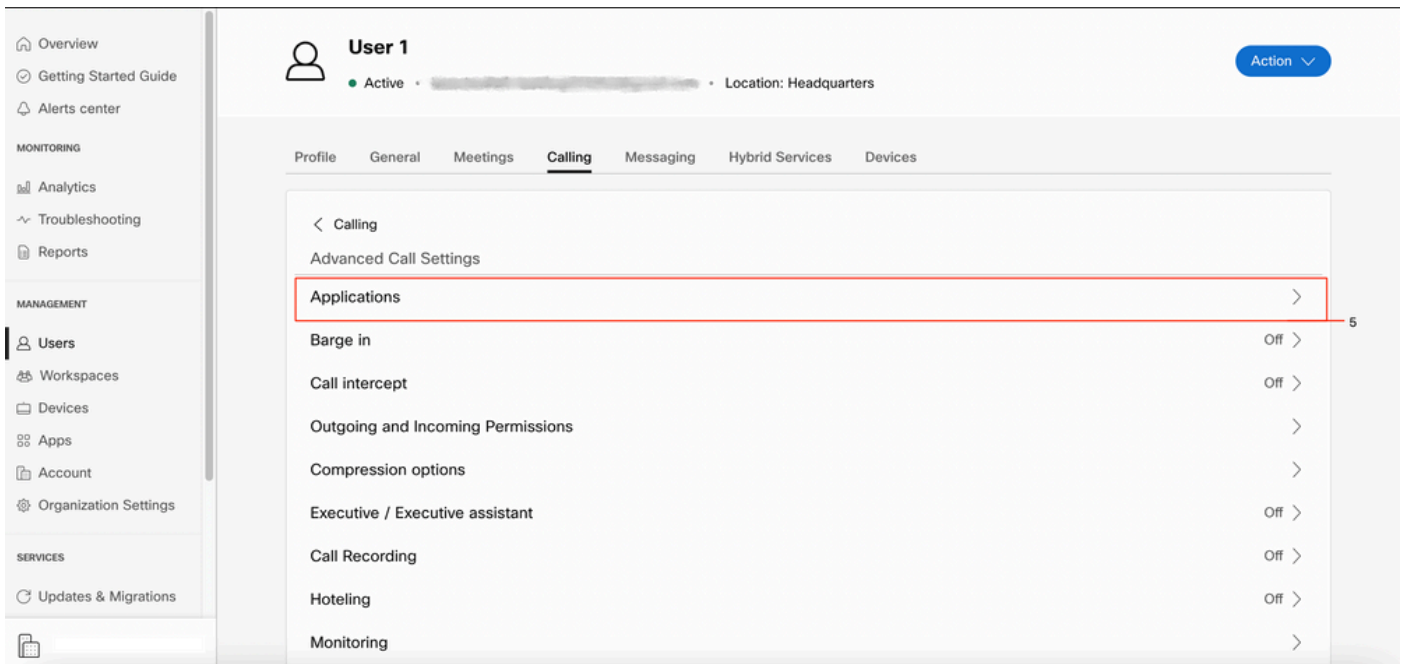 Overview
Getting Started Guide
Alerts center
MONITORING
Analytics
Troubleshooting
Reports
MANAGEMENT
Users
Workspaces
Devices
Apps
Account
Organization Settings
SERVICES
Updates & Migrations
User 1
Active • • Location: Headquarters
Action
Profile General Meetings Calling Messaging Hybrid Services Devices
Calling
Advanced Call Settings
Applications
5
Barge in Off
Call intercept Off
Outgoing and Incoming Permissions
Compression options
Executive / Executive assistant Off
Call Recording Off
Hoteling Off
Monitoring